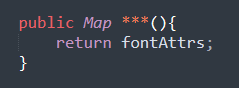 public Map ***(){
    return fontAttrs;
}